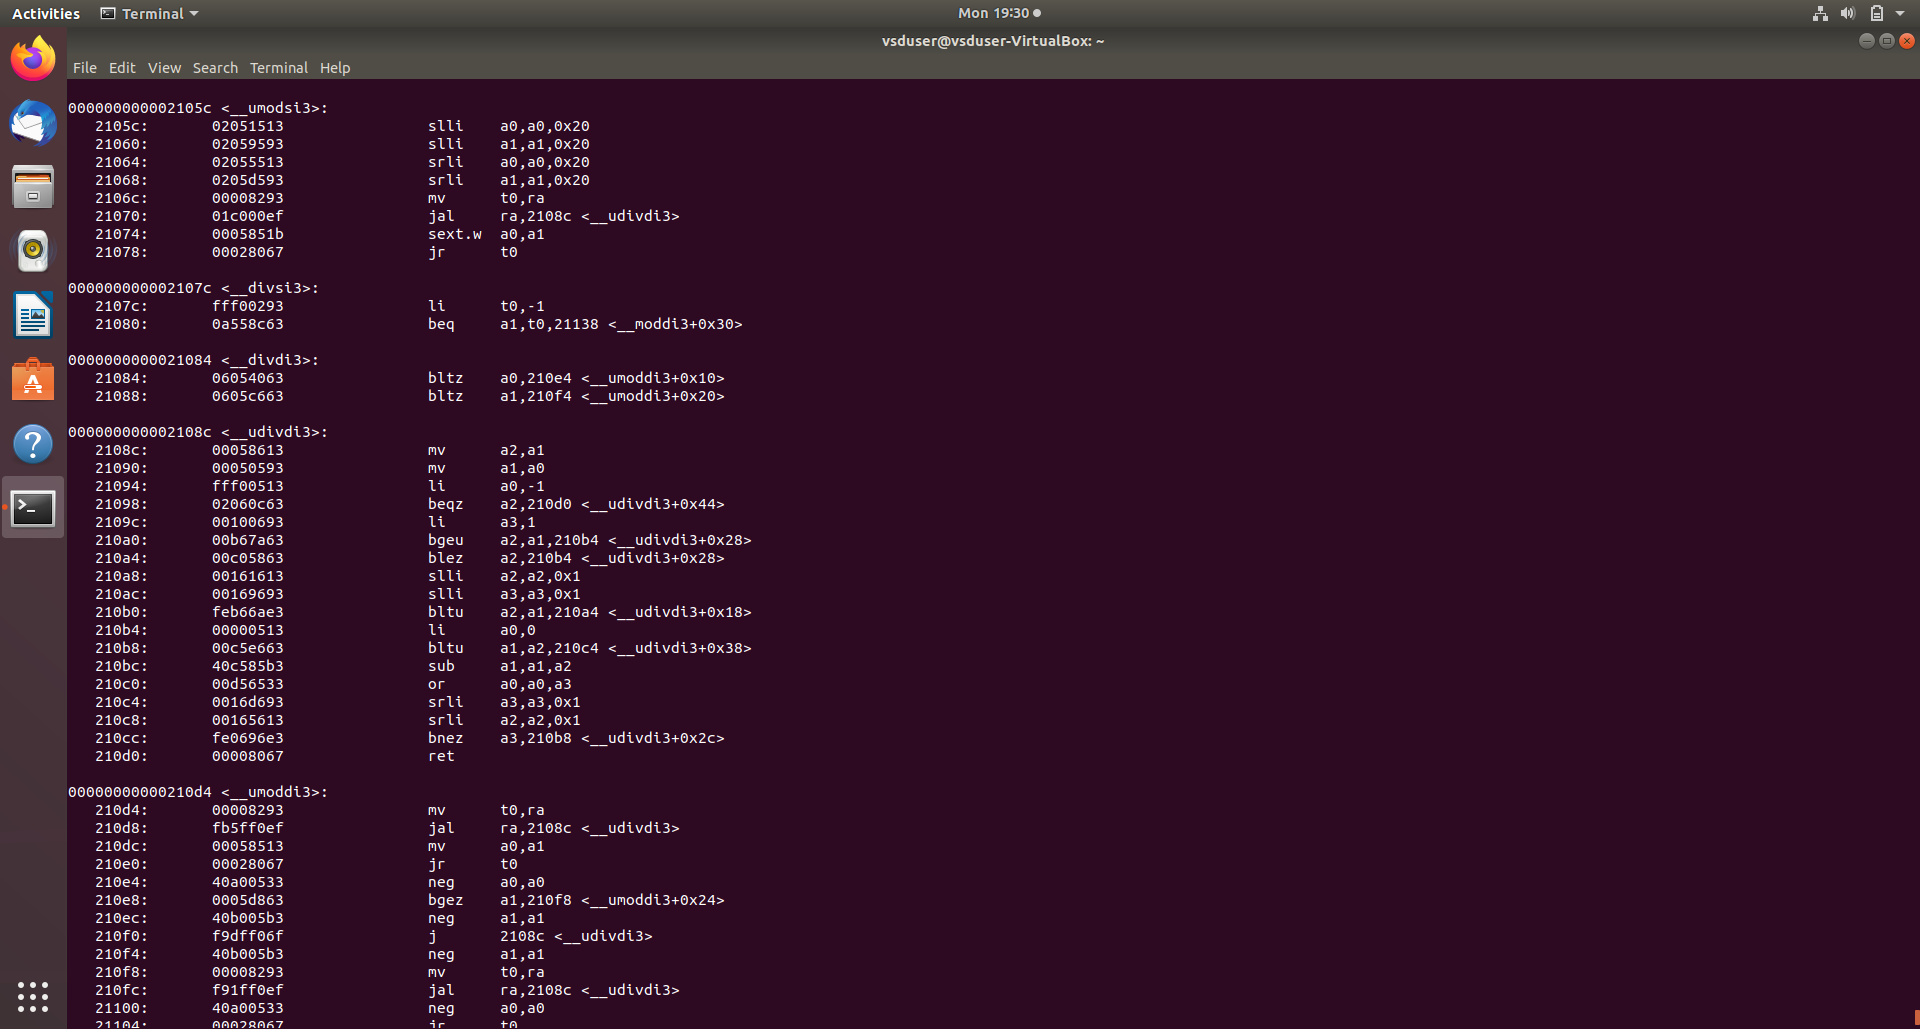 Activities Terminal Mon 19:30
vsduser@vsduser-VirtualBox: ~
File Edit View Search Terminal Help
000000000002105c <__umodsi3>:
2105c: 02051513 slli a0,a0,0x20
21060: 02059593 slli a1,a1,0x20
21064: 02055513 srli a0,a0,0x20
21068: 0205d593 srli a1,a1,0x20
2106c: 00008293 mv t0,ra
21070: 01c000ef jal ra,2108c <__udivdi3>
21074: 0005851b sext.w a0,a1
21078: 00028067 jr t0
000000000002107c <__divsi3>:
2107c: fff00293 li t0,-1
21080: 0a558c63 beq a1,t0,21138 <__moddi3+0x30>
0000000000021084 <__divdi3>:
21084: 06054063 bltz a0,210e4 <__umoddi3+0x10>
21088: 0605c663 bltz a1,210f4 <__umoddi3+0x20>
000000000002108c <__udivdi3>:
2108c: 00058613 mv a2,a1
21090: 00050593 mv a1,a0
21094: fff00513 li a0,-1
21098: 02060c63 beqz a2,210d0 <__udivdi3+0x44>
2109c: 00100693 li a3,1
210a0: 00b67a63 bgeu a2,a1,210b4 <__udivdi3+0x28>
210a4: 00c05863 blez a2,210b4 <__udivdi3+0x28>
210a8: 00161613 slli a2,a2,0x1
210ac: 00169693 slli a3,a3,0x1
210b0: feb66ae3 bltu a2,a1,210a4 <__udivdi3+0x18>
210b4: 00000513 li a0,0
210b8: 00c5e663 bltu a1,a2,210c4 <__udivdi3+0x38>
210bc: 40c585b3 sub a1,a1,a2
210c0: 00d56533 or a0,a0,a3
210c4: 0016d693 srli a3,a3,0x1
210c8: 00165613 srli a2,a2,0x1
210cc: fe0696e3 bnez a3,210b8 <__udivdi3+0x2c>
210d0: 00008067 ret
00000000000210d4 <__umoddi3>:
210d4: 00008293 mv t0,ra
210d8: fb5ff0ef jal ra,2108c <__udivdi3>
210dc: 00058513 mv a0,a1
210e0: 00028067 jr t0
210e4: 40a00533 neg a0,a0
210e8: 0005d863 bgez a1,210f8 <__umoddi3+0x24>
210ec: 40b005b3 neg a1,a1
210f0: f9dff06f j 2108c <__udivdi3>
210f4: 40b005b3 neg a1,a1
210f8: 00008293 mv t0,ra
210fc: f91ff0ef jal ra,2108c <__udivdi3>
21100: 40a00533 neg a0,a0
21104: 00028067 jr t0